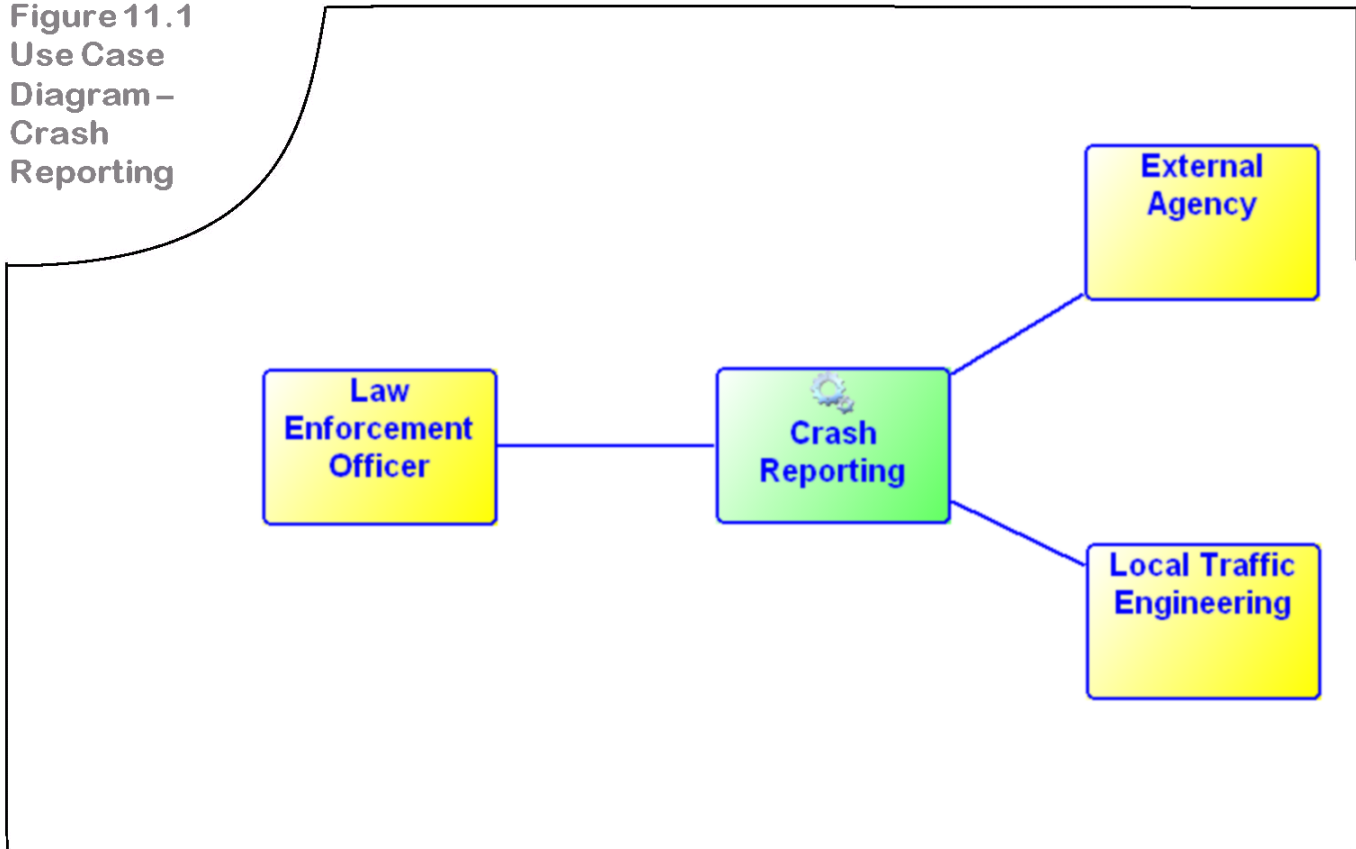 Figure 11.1
Use Case
Diagram –
Crash
Reporting
External
Agency
Law
Enforcement
Officer
Crash
Reporting
Local Traffic
Engineering